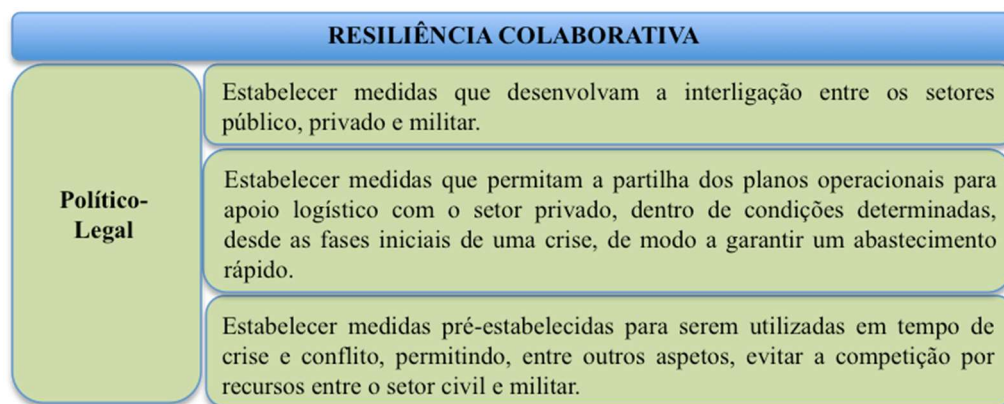 RESILIÊNCIA COLABORATIVA
Político-
Legal
Estabelecer medidas que desenvolvam a interligação entre os setores
público, privado e militar.
Estabelecer medidas que permitam a partilha dos planos operacionais para
apoio logístico com o setor privado, dentro de condições determinadas,
desde as fases iniciais de uma crise, de modo a garantir um abastecimento
rápido.
Estabelecer medidas pré-estabelecidas para serem utilizadas em tempo de
crise e conflito, permitindo, entre outros aspetos, evitar a competição por
recursos entre o setor civil e militar.